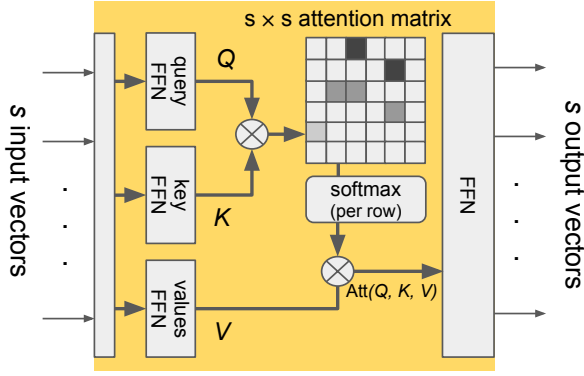 s × s attention matrix
s input vectors
. . .
query
FFN
Q
key
FFN
K
values
FFN
V
softmax
(per row)
Att(Q, K, V)
FFN
s output vectors
. . .